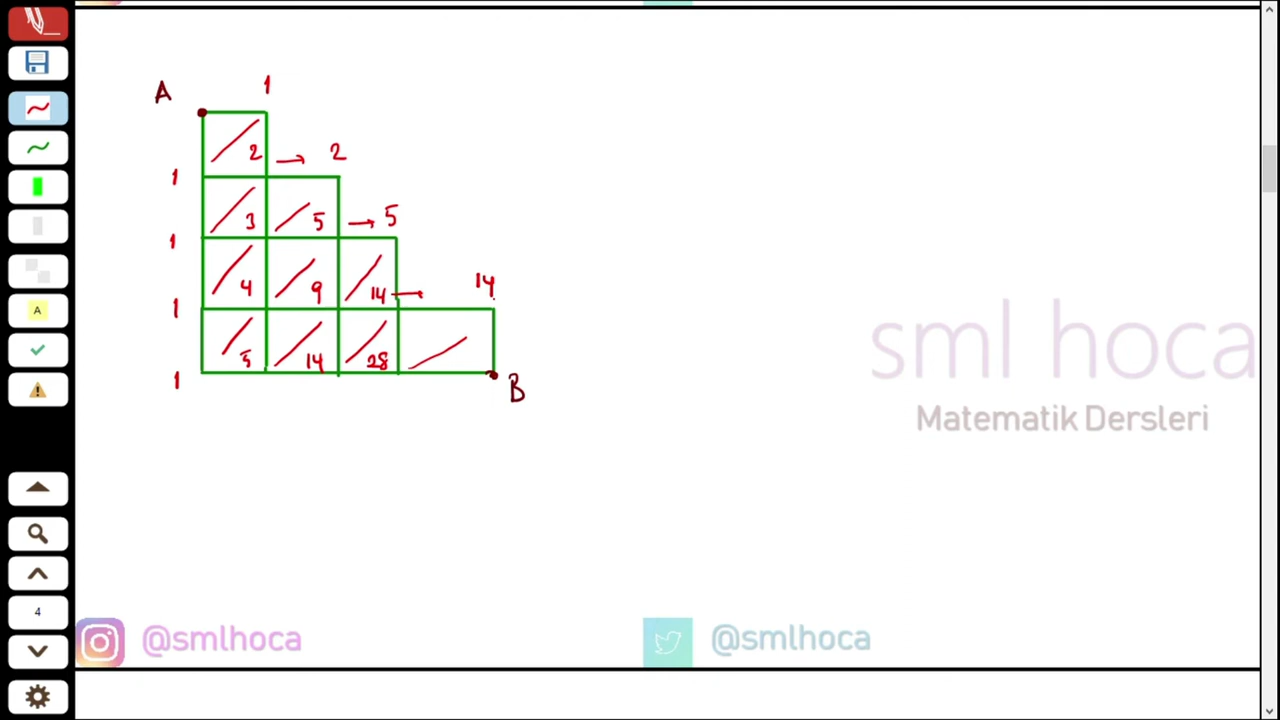 A 1
2 → 2
1
3 5 → 5
1
4 9 14 → 14
1
5 14 28
1
B
sml hoca
Matematik Dersleri
A
4
@smlhoca @smlhoca